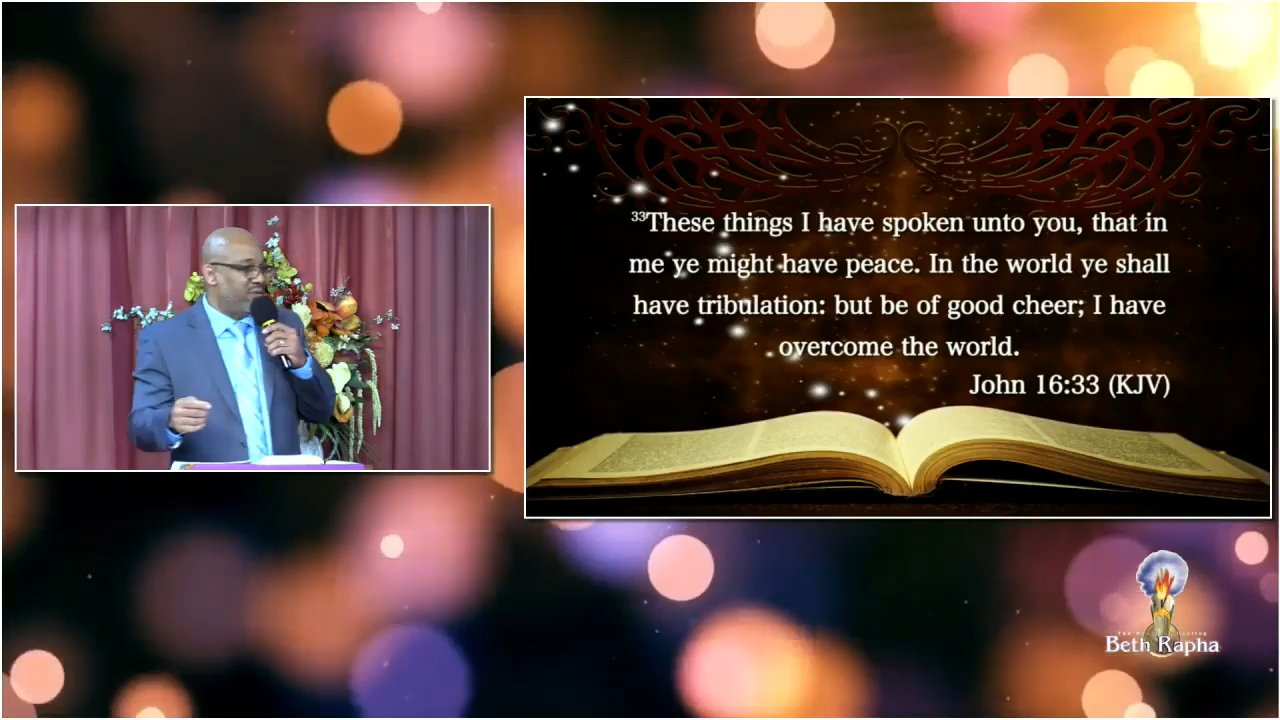 ³³These things I have spoken unto you, that in
me ye might have peace. In the world ye shall
have tribulation: but be of good cheer; I have
overcome the world.
John 16:33 (KJV)
Beth Rapha